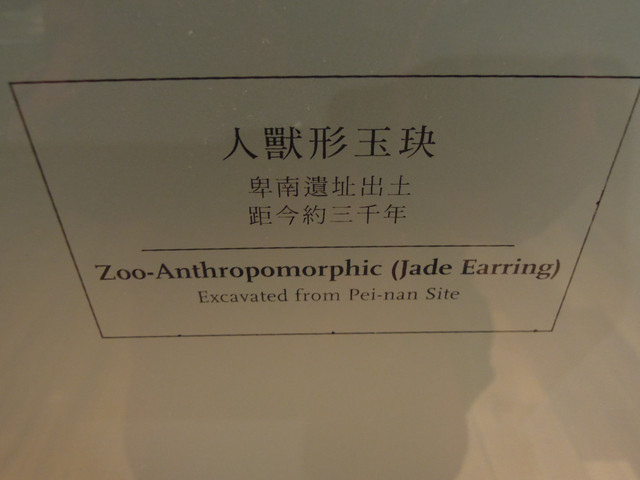 人獸形玉玦
卑南遺址出土
距今約三千年
Zoo-Anthropomorphic (Jade Earring)
Excavated from Pei-nan Site